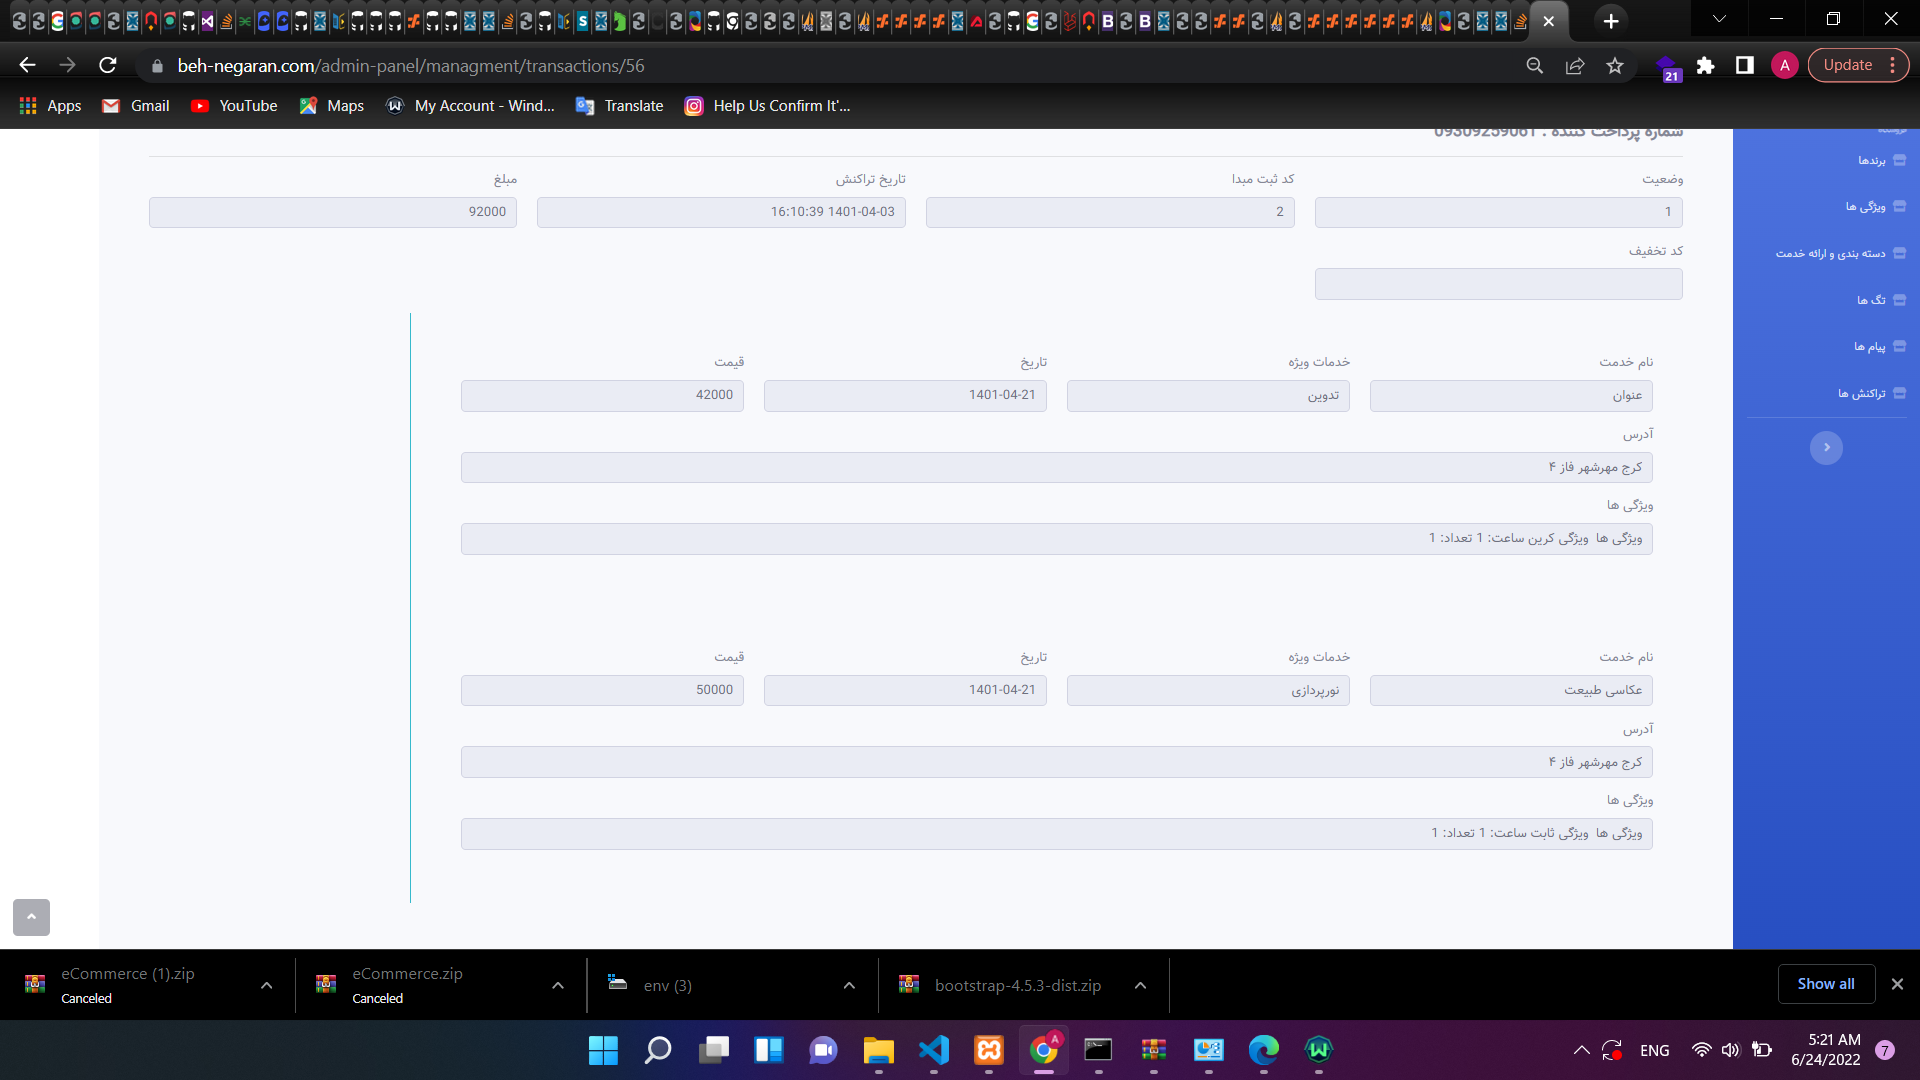 beh-negaran.com/admin-panel/managment/transactions/56
21
A
Update
Apps
Gmail
YouTube
Maps
My Account - Wind...
Translate
Help Us Confirm It'...
شماره پرداخت کننده : 09309259061
وضعیت
کد ثبت مبدا
تاریخ تراکنش
مبلغ
1
2
16:10:39 1401-04-03
92000
کد تخفیف
نام خدمت
خدمات ویژه
تاریخ
قیمت
عنوان
تدوین
1401-04-21
42000
آدرس
کرج مهرشهر فاز ۴
ویژگی ها
ویژگی ها ویژگی کرین ساعت: 1 تعداد: 1
نام خدمت
خدمات ویژه
تاریخ
قیمت
عکاسی طبیعت
نورپردازی
1401-04-21
50000
آدرس
کرج مهرشهر فاز ۴
ویژگی ها
ویژگی ها ویژگی ثابت ساعت: 1 تعداد: 1
برندها
ویژگی ها
دسته بندی و ارائه خدمت
تگ ها
پیام ها
تراکنش ها
eCommerce (1).zip
Canceled
eCommerce.zip
Canceled
env (3)
bootstrap-4.5.3-dist.zip
Show all
ENG
5:21 AM
6/24/2022
7